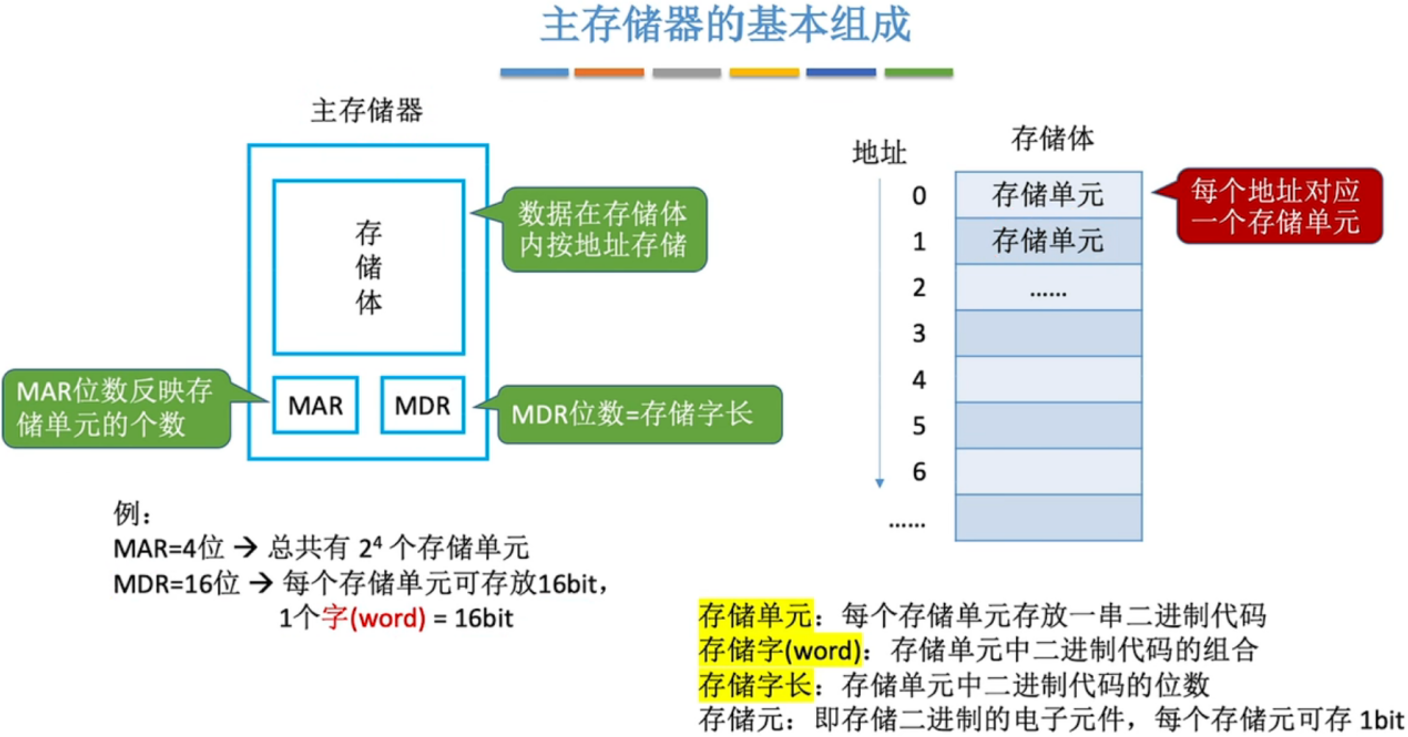 主存储器的基本组成
主存储器
存
储
体
数据在存储体
内按地址存储
MAR位数反映存
储单元的个数
MAR
MDR
MDR位数=存储字长
例：
MAR=4位 → 总共有 2⁴ 个存储单元
MDR=16位 → 每个存储单元可存放16bit，
1个字(word) = 16bit
地址
存储体
0 存储单元
1 存储单元
2 ……
3
4
5
6
……
每个地址对应
一个存储单元
存储单元：每个存储单元存放一串二进制代码
存储字(word)：存储单元中二进制代码的组合
存储字长：存储单元中二进制代码的位数
存储元：即存储二进制的电子元件，每个存储元可存 1bit